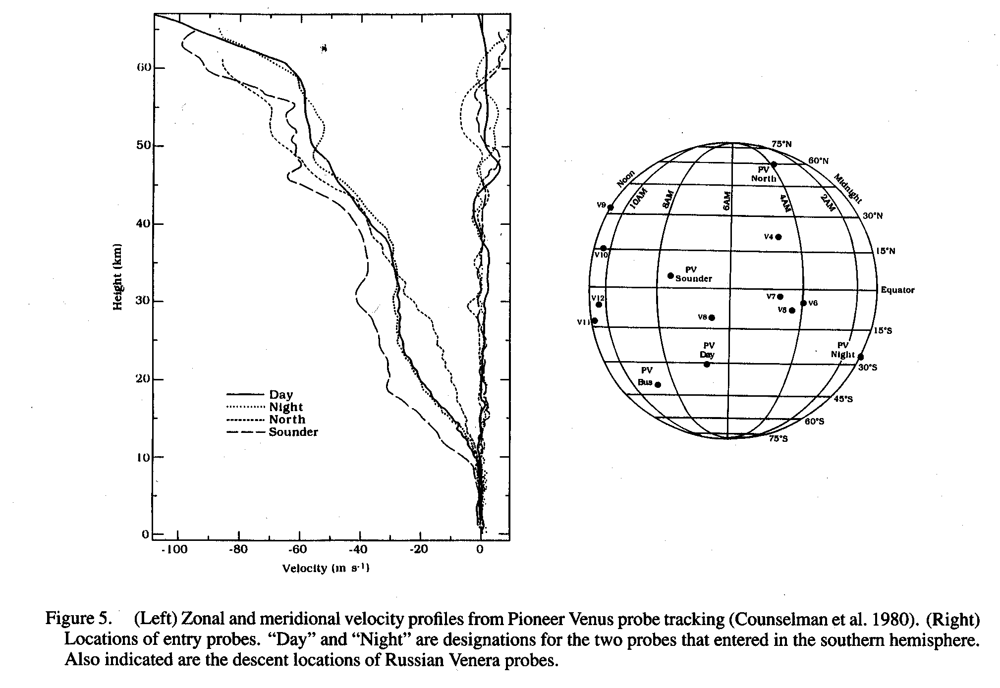 60
50
40
30
20
10
0
Height (km)
Day
Night
North
Sounder
-100 -80 -60 -40 -20 0
Velocity (m s-1)
75°N
60°N
PV
North
Noon
Midnight
10AM 8AM 6AM 4AM 2AM
V9
30°N
V4
15°N
V10
PV
Sounder
Equator
V12
V7
V6
V5
V8
V11
15°S
PV
Day
PV
Night
30°S
PV
Bus
45°S
60°S
75°S
Figure 5. (Left) Zonal and meridional velocity profiles from Pioneer Venus probe tracking (Counselman et al. 1980). (Right)
Locations of entry probes. “Day” and “Night” are designations for the two probes that entered in the southern hemisphere.
Also indicated are the descent locations of Russian Venera probes.